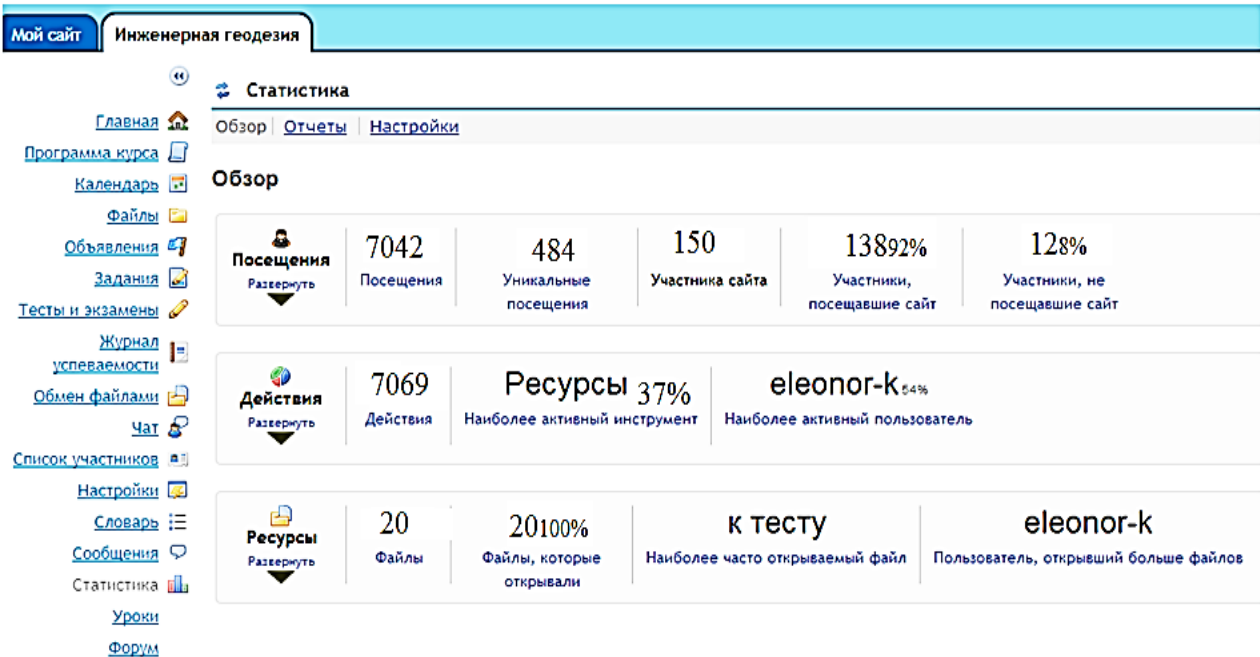 Мой сайт
Инженерная геодезия
Главная
Программа курса
Календарь
Файлы
Объявления
Задания
Тесты и экзамены
Журнал
успеваемости
Обмен файлами
Чат
Список участников
Настройки
Словарь
Сообщения
Статистика
Уроки
Форум
Статистика
Обзор | Отчеты | Настройки
Обзор
Посещения
Развернуть
7042
Посещения
484
Уникальные
посещения
150
Участника сайта
13892%
Участники,
посещавшие сайт
128%
Участники, не
посещавшие сайт
Действия
Развернуть
7069
Действия
Ресурсы 37%
Наиболее активный инструмент
eleonor-k 54%
Наиболее активный пользователь
Ресурсы
Развернуть
20
Файлы
20100%
Файлы, которые
открывали
к тесту
Наиболее часто открываемый файл
eleonor-k
Пользователь, открывший больше файлов